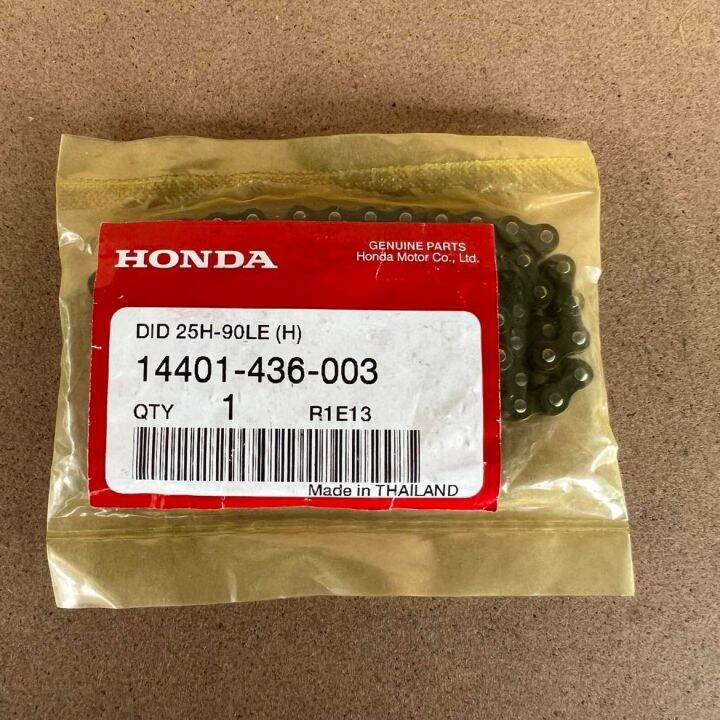 HONDA
GENUINE PARTS
Honda Motor Co., Ltd.
DID 25H-90LE (H)
14401-436-003
QTY 1 R1E13
Made in THAILAND